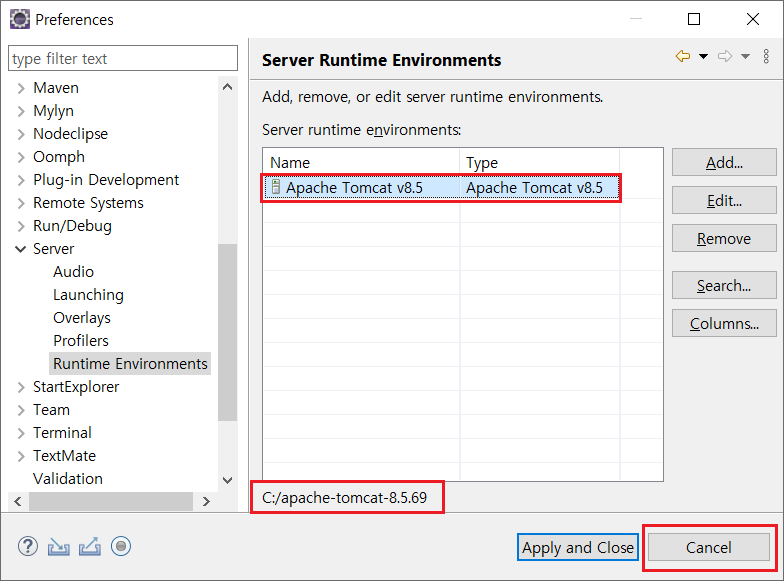 Preferences
type filter text
Maven
Mylyn
Nodeclipse
Oomph
Plug-in Development
Remote Systems
Run/Debug
Server
Audio
Launching
Overlays
Profilers
Runtime Environments
StartExplorer
Team
Terminal
TextMate
Validation
Server Runtime Environments
Add, remove, or edit server runtime environments.
Server runtime environments:
Name Type
Apache Tomcat v8.5 Apache Tomcat v8.5
C:/apache-tomcat-8.5.69
Add...
Edit...
Remove
Search...
Columns...
Apply and Close Cancel